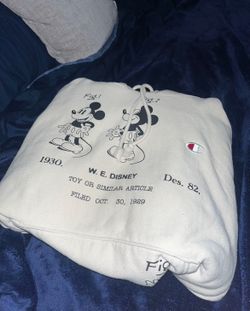 Fig.1
Fig.2
1930.
Des. 82.
W. E. DISNEY
TOY OR SIMILAR ARTICLE
FILED OCT. 30, 1929
Fig